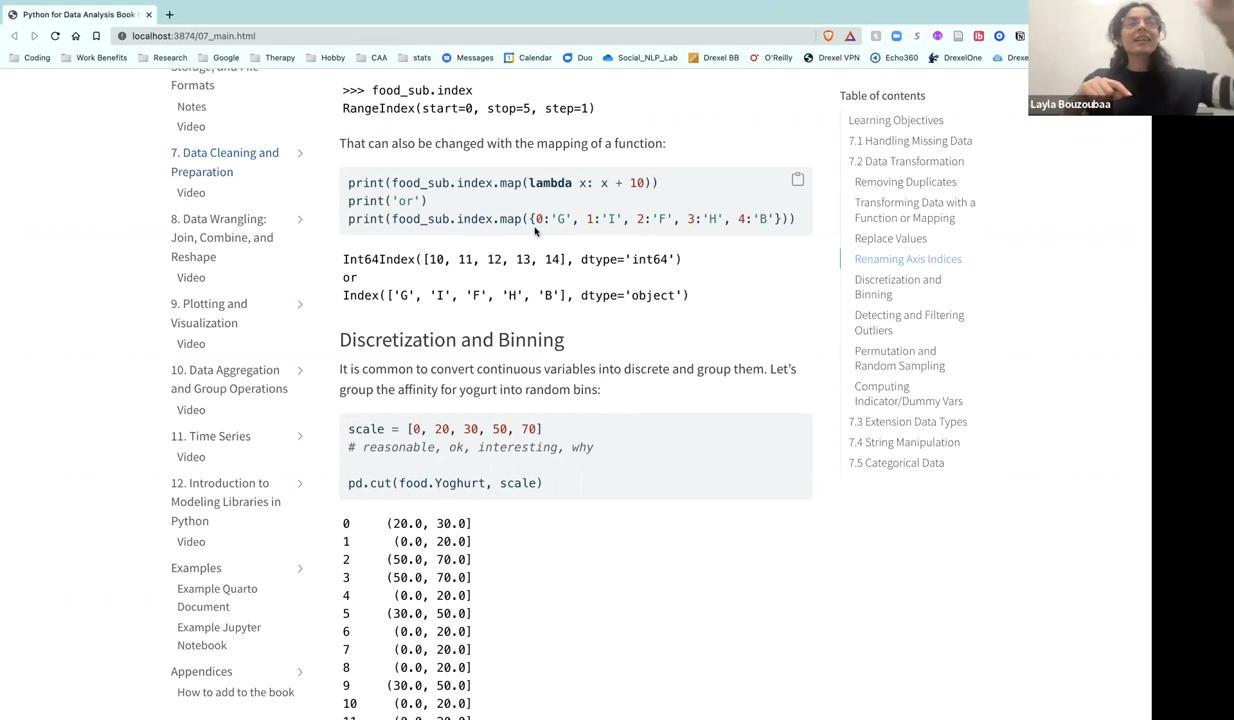 Python for Data Analysis Book
localhost:3874/07_main.html
Coding
Work Benefits
Research
Google
Therapy
Hobby
CAA
stats
Messages
Calendar
Duo
Social_NLP_Lab
Drexel BB
O'Reilly
Drexel VPN
Echo360
DrexelOne
Layla Bouzoubaa
Formats
Notes
Video
7. Data Cleaning and
Preparation
Video
8. Data Wrangling:
Join, Combine, and
Reshape
Video
9. Plotting and
Visualization
Video
10. Data Aggregation
and Group Operations
Video
11. Time Series
Video
12. Introduction to
Modeling Libraries in
Python
Video
Examples
Example Quarto
Document
Example Jupyter
Notebook
Appendices
How to add to the book
>>> food_sub.index
RangeIndex(start=0, stop=5, step=1)
That can also be changed with the mapping of a function:
print(food_sub.index.map(lambda x: x + 10))
print('or')
print(food_sub.index.map({0:'G', 1:'I', 2:'F', 3:'H', 4:'B'}))
Int64Index([10, 11, 12, 13, 14], dtype='int64')
or
Index(['G', 'I', 'F', 'H', 'B'], dtype='object')
Discretization and Binning
It is common to convert continuous variables into discrete and group them. Let's
group the affinity for yogurt into random bins:
scale = [0, 20, 30, 50, 70]
# reasonable, ok, interesting, why
pd.cut(food.Yoghurt, scale)
0 (20.0, 30.0]
1 (0.0, 20.0]
2 (50.0, 70.0]
3 (50.0, 70.0]
4 (0.0, 20.0]
5 (30.0, 50.0]
6 (0.0, 20.0]
7 (0.0, 20.0]
8 (0.0, 20.0]
9 (30.0, 50.0]
10 (0.0, 20.0]
Table of contents
Learning Objectives
7.1 Handling Missing Data
7.2 Data Transformation
Removing Duplicates
Transforming Data with a
Function or Mapping
Replace Values
Renaming Axis Indices
Discretization and
Binning
Detecting and Filtering
Outliers
Permutation and
Random Sampling
Computing
Indicator/Dummy Vars
7.3 Extension Data Types
7.4 String Manipulation
7.5 Categorical Data